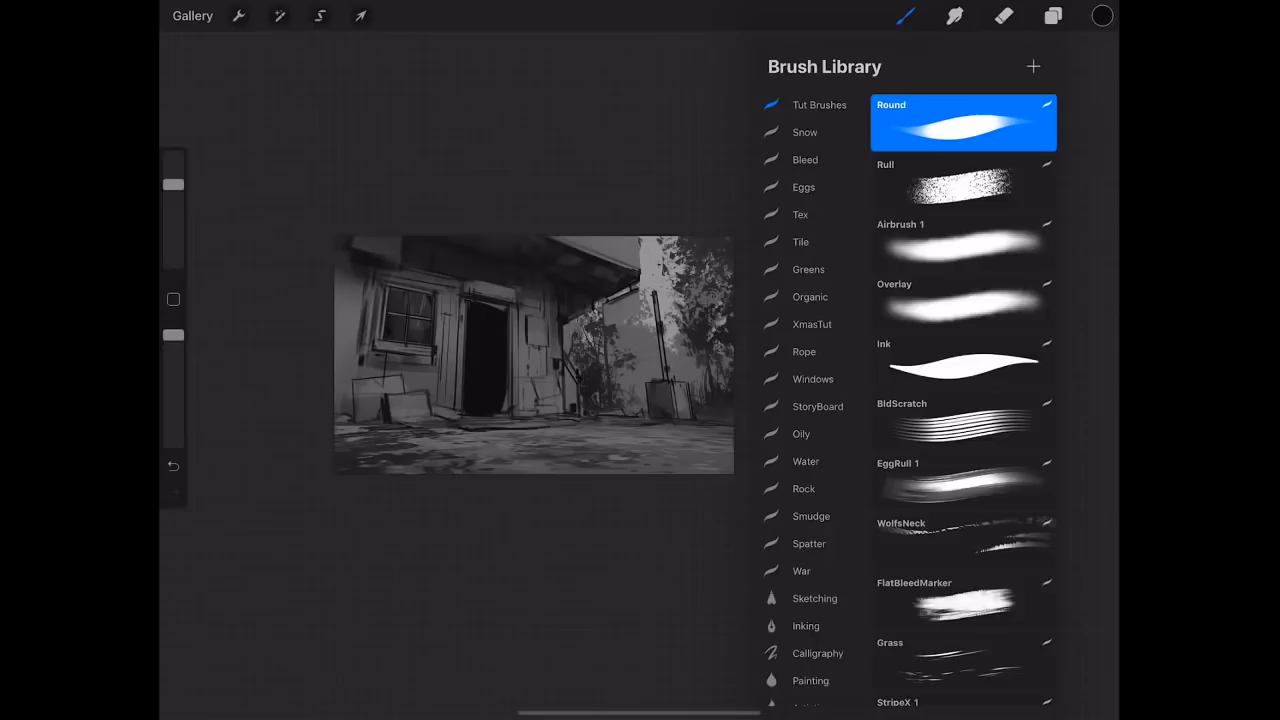 Gallery
Brush Library
Tut Brushes
Snow
Bleed
Eggs
Tex
Tile
Greens
Organic
XmasTut
Rope
Windows
StoryBoard
Oily
Water
Rock
Smudge
Spatter
War
Sketching
Inking
Calligraphy
Painting
Round
Rull
Airbrush 1
Overlay
Ink
BidScratch
EggRull 1
WolfsNeck
FlatBleedMarker
Grass
StripeX 1